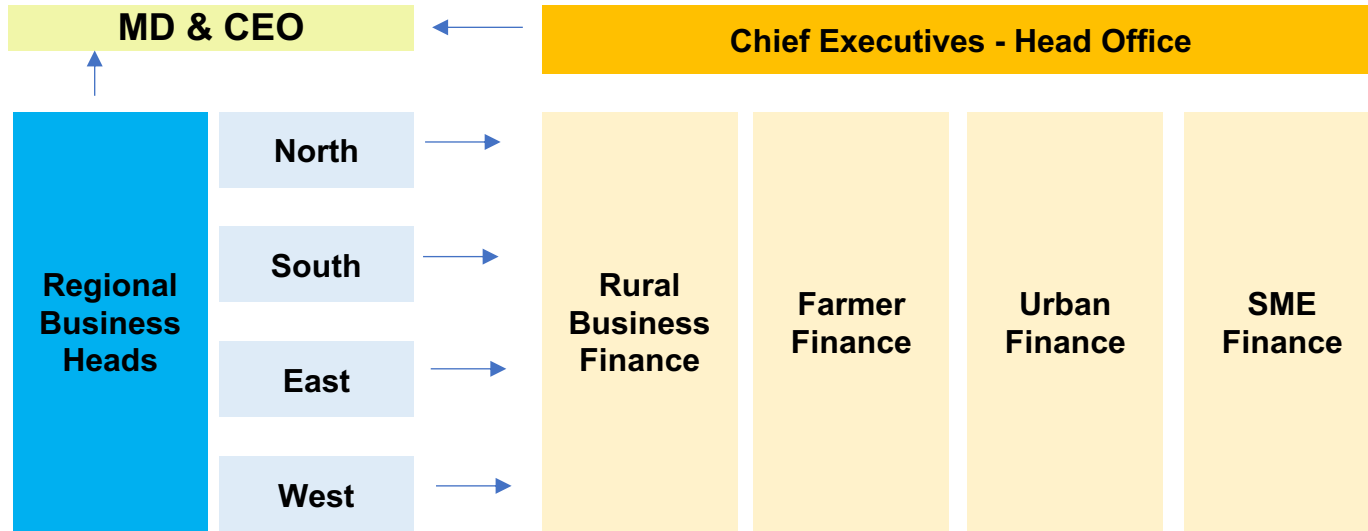 MD & CEO
Chief Executives - Head Office
Regional
Business
Heads
North
South
East
West
Rural
Business
Finance
Farmer
Finance
Urban
Finance
SME
Finance